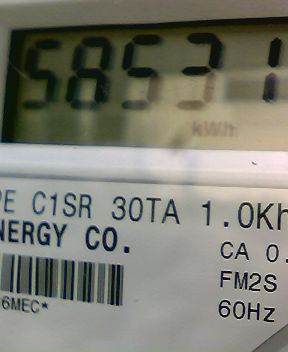 58531
kWh
PE C1SR 30TA 1.0Kh
NERGY CO.
CA 0.
FM2S
60Hz
6MEC*